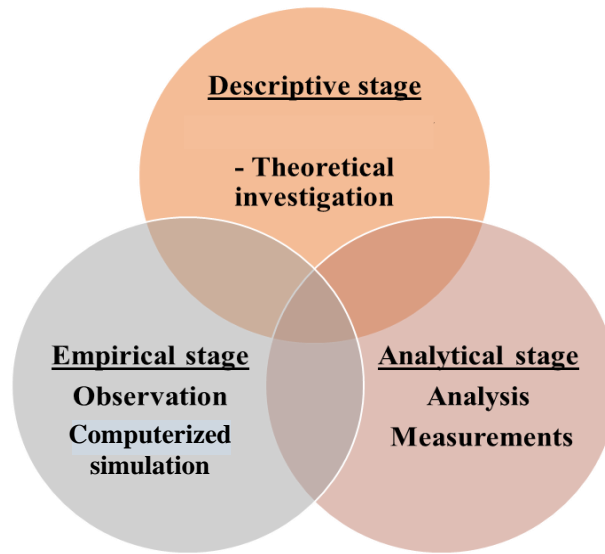 Descriptive stage
- Theoretical
investigation
Empirical stage
Observation
Computerized
simulation
Analytical stage
Analysis
Measurements